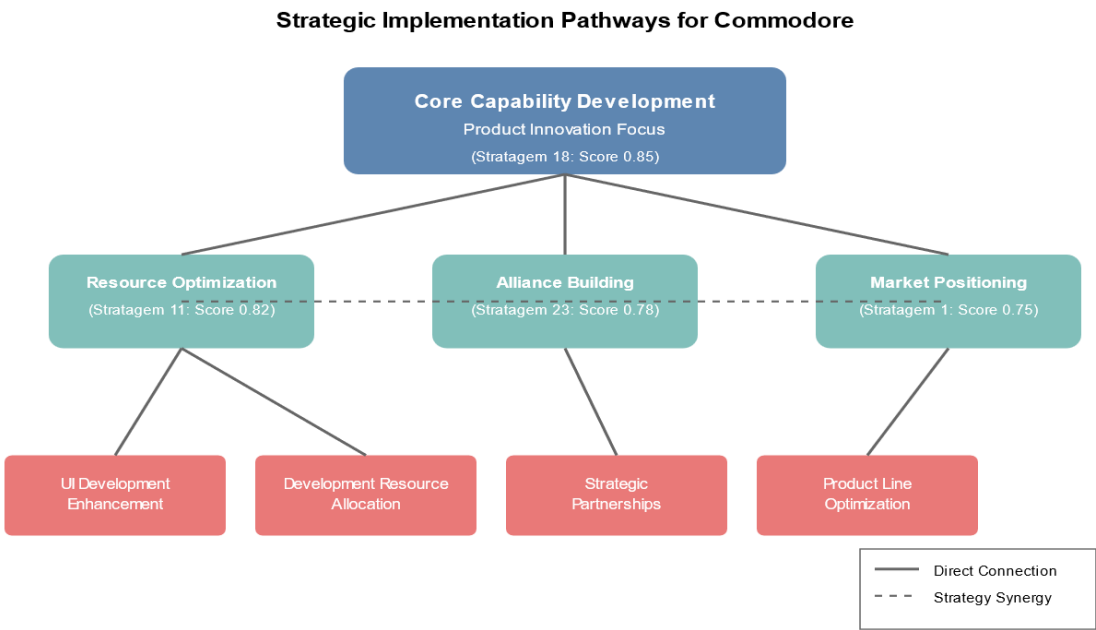 Strategic Implementation Pathways for Commodore
Core Capability Development
Product Innovation Focus
(Stratagem 18: Score 0.85)
Resource Optimization
(Stratagem 11: Score 0.82)
Alliance Building
(Stratagem 23: Score 0.78)
Market Positioning
(Stratagem 1: Score 0.75)
UI Development
Enhancement
Development Resource
Allocation
Strategic
Partnerships
Product Line
Optimization
Direct Connection
Strategy Synergy